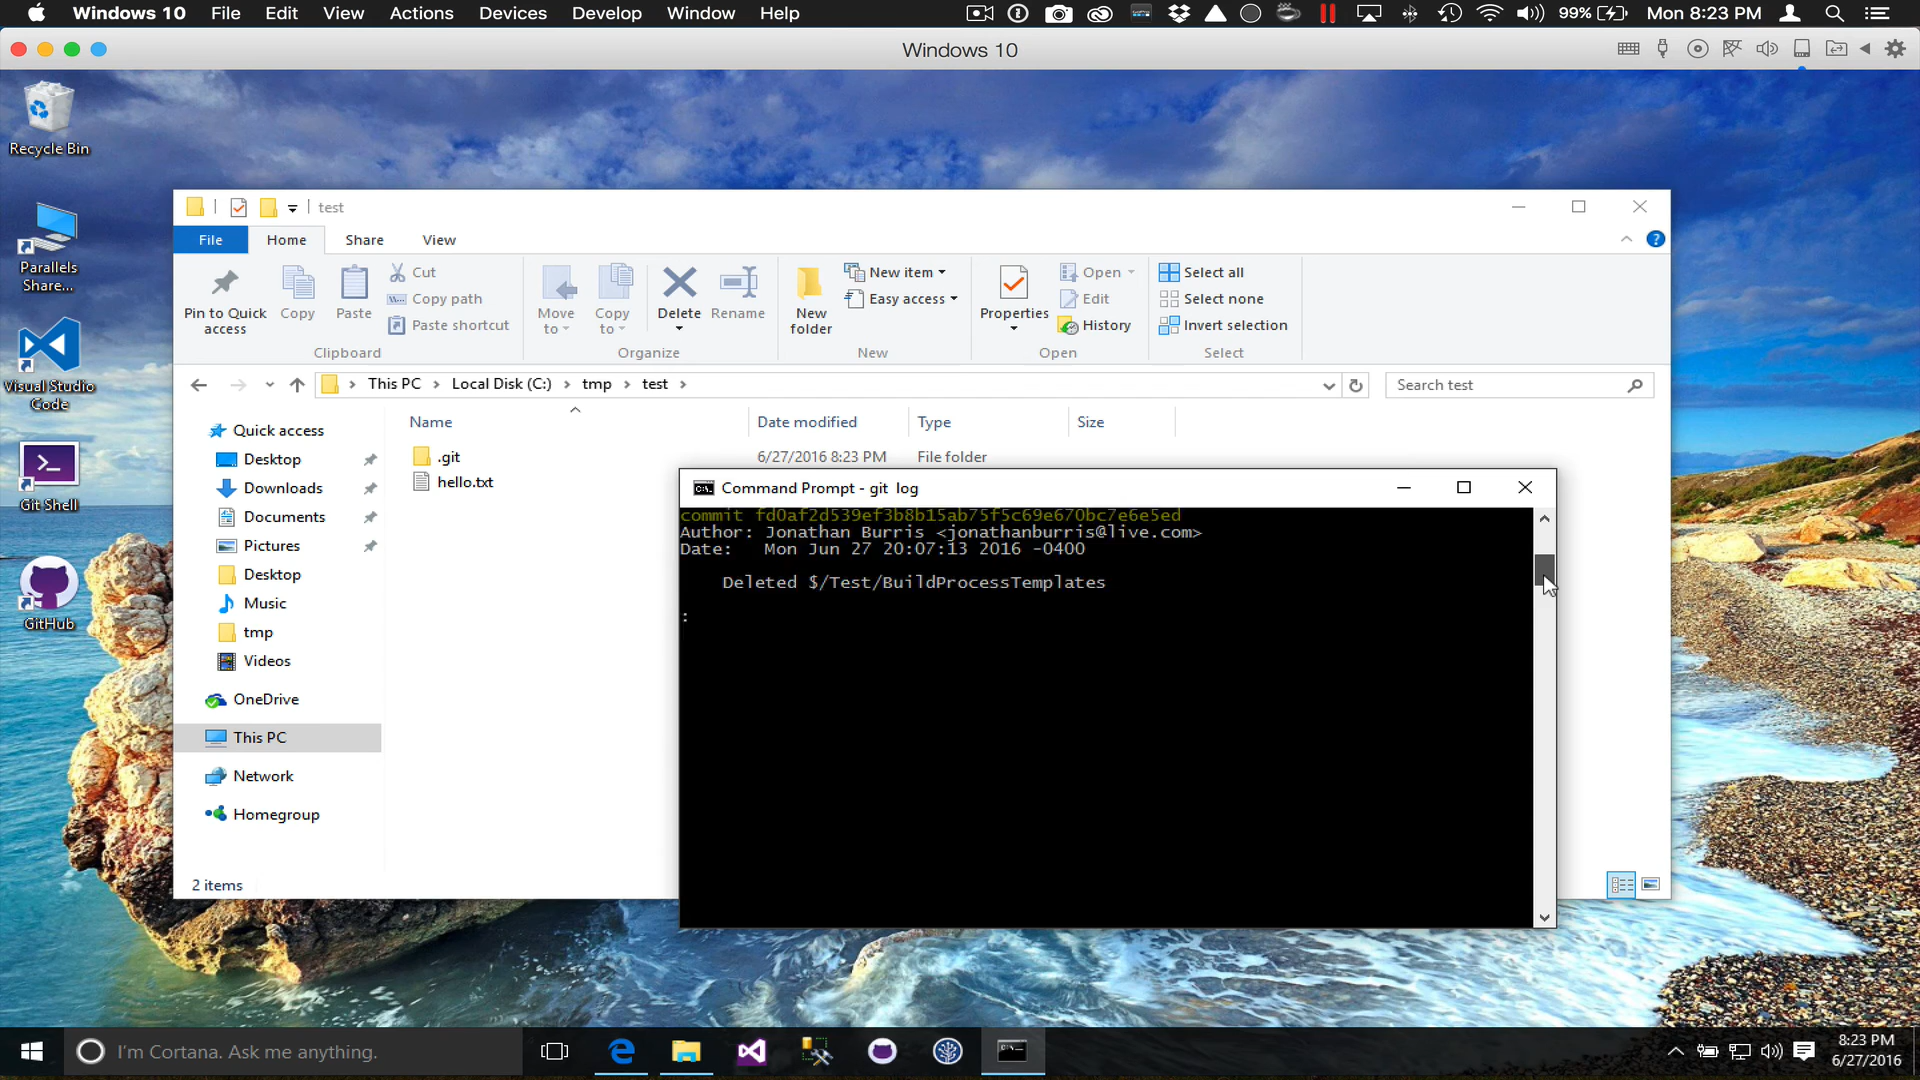 Windows 10 File Edit View Actions Devices Develop Window Help 99% Mon 8:23 PM
Windows 10
Recycle Bin
Parallels
Share...
Visual Studio
Code
Git Shell
GitHub
test
File Home Share View
Pin to Quick
access
Copy
Paste
Cut
Copy path
Paste shortcut
Clipboard
Move
to
Copy
to
Delete
Rename
Organize
New
folder
New item
Easy access
New
Properties
Open
Edit
History
Open
Select all
Select none
Invert selection
Select
This PC Local Disk (C:) tmp test
Search test
Name Date modified Type Size
.git 6/27/2016 8:23 PM File folder
hello.txt
Quick access
Desktop
Downloads
Documents
Pictures
Desktop
Music
tmp
Videos
OneDrive
This PC
Network
Homegroup
2 items
Command Prompt - git log
commit fd0af2d539ef3b8b15ab75f5c69e670bc7e6e5ed
Author: Jonathan Burris <jonathanburris@live.com>
Date: Mon Jun 27 20:07:13 2016 -0400
Deleted $/Test/BuildProcessTemplates
:
I'm Cortana. Ask me anything.
8:23 PM
6/27/2016